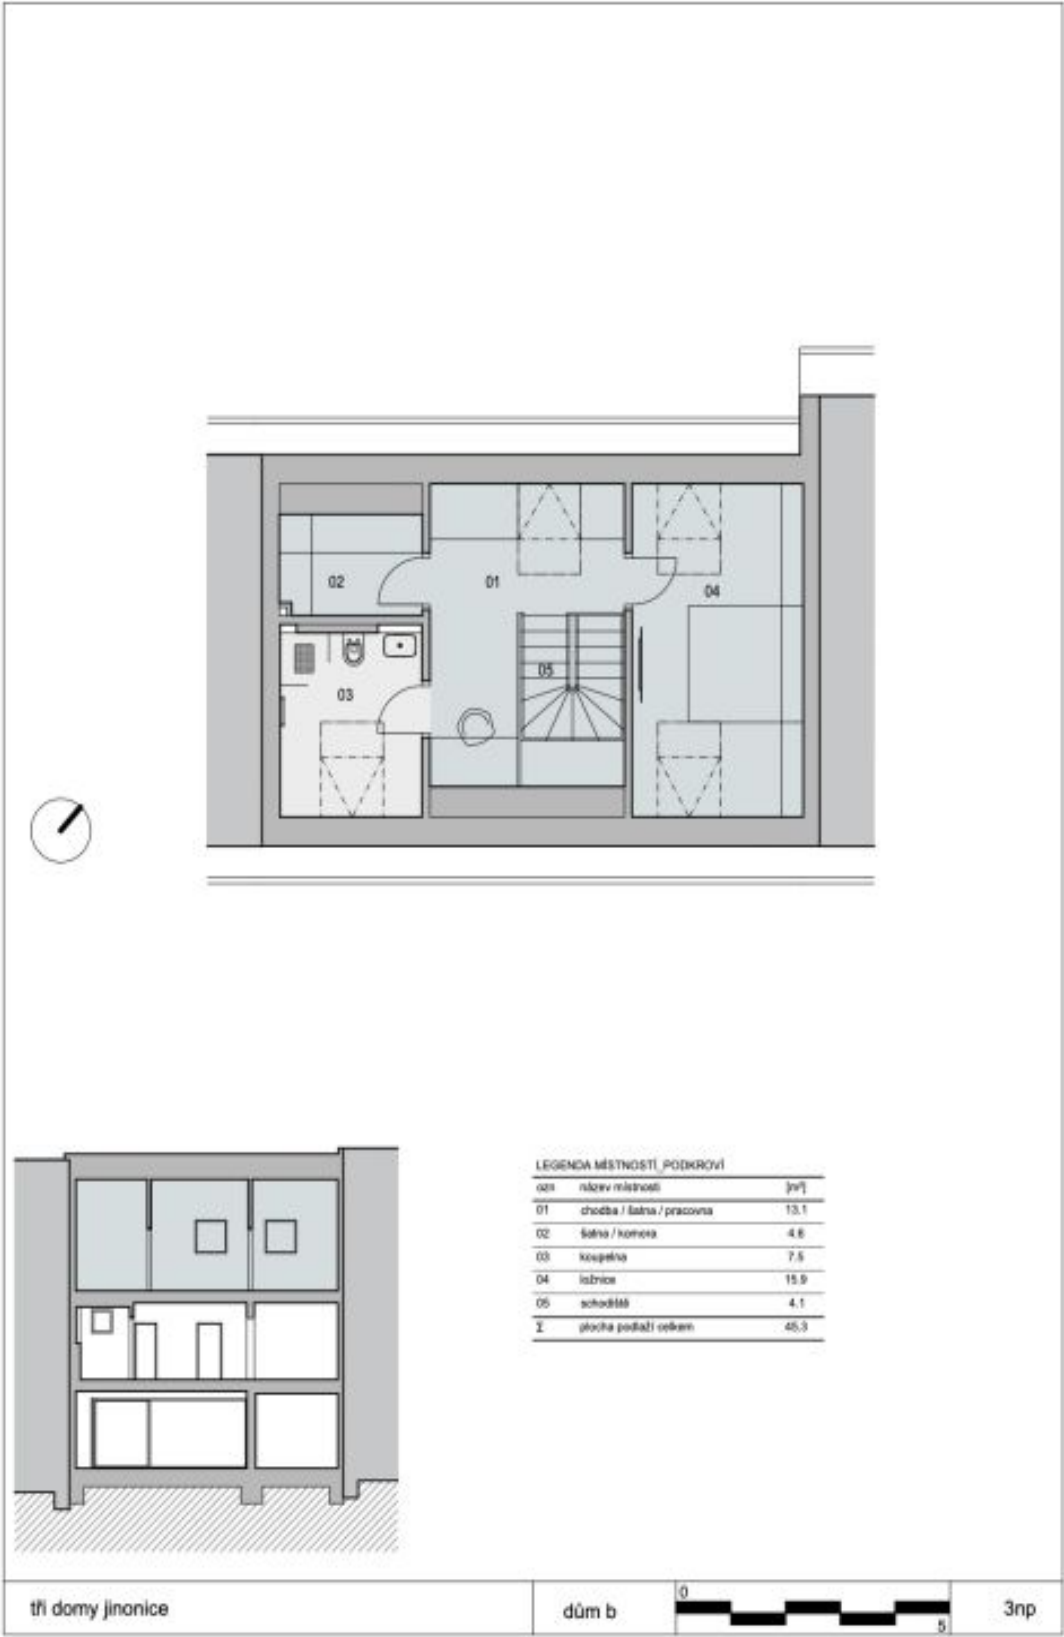 02
01
04
03
05
LEGENDA MÍSTNOSTÍ_PODKROVÍ
ozn název místnosti [m²]
01 chodba / šatna / pracovna 13.1
02 šatna / komora 4.6
03 koupelna 7.5
04 ložnice 15.9
05 schodiště 4.1
Σ plocha podlaží celkem 45.3
tři domy jinonice
dům b
0
5
3np